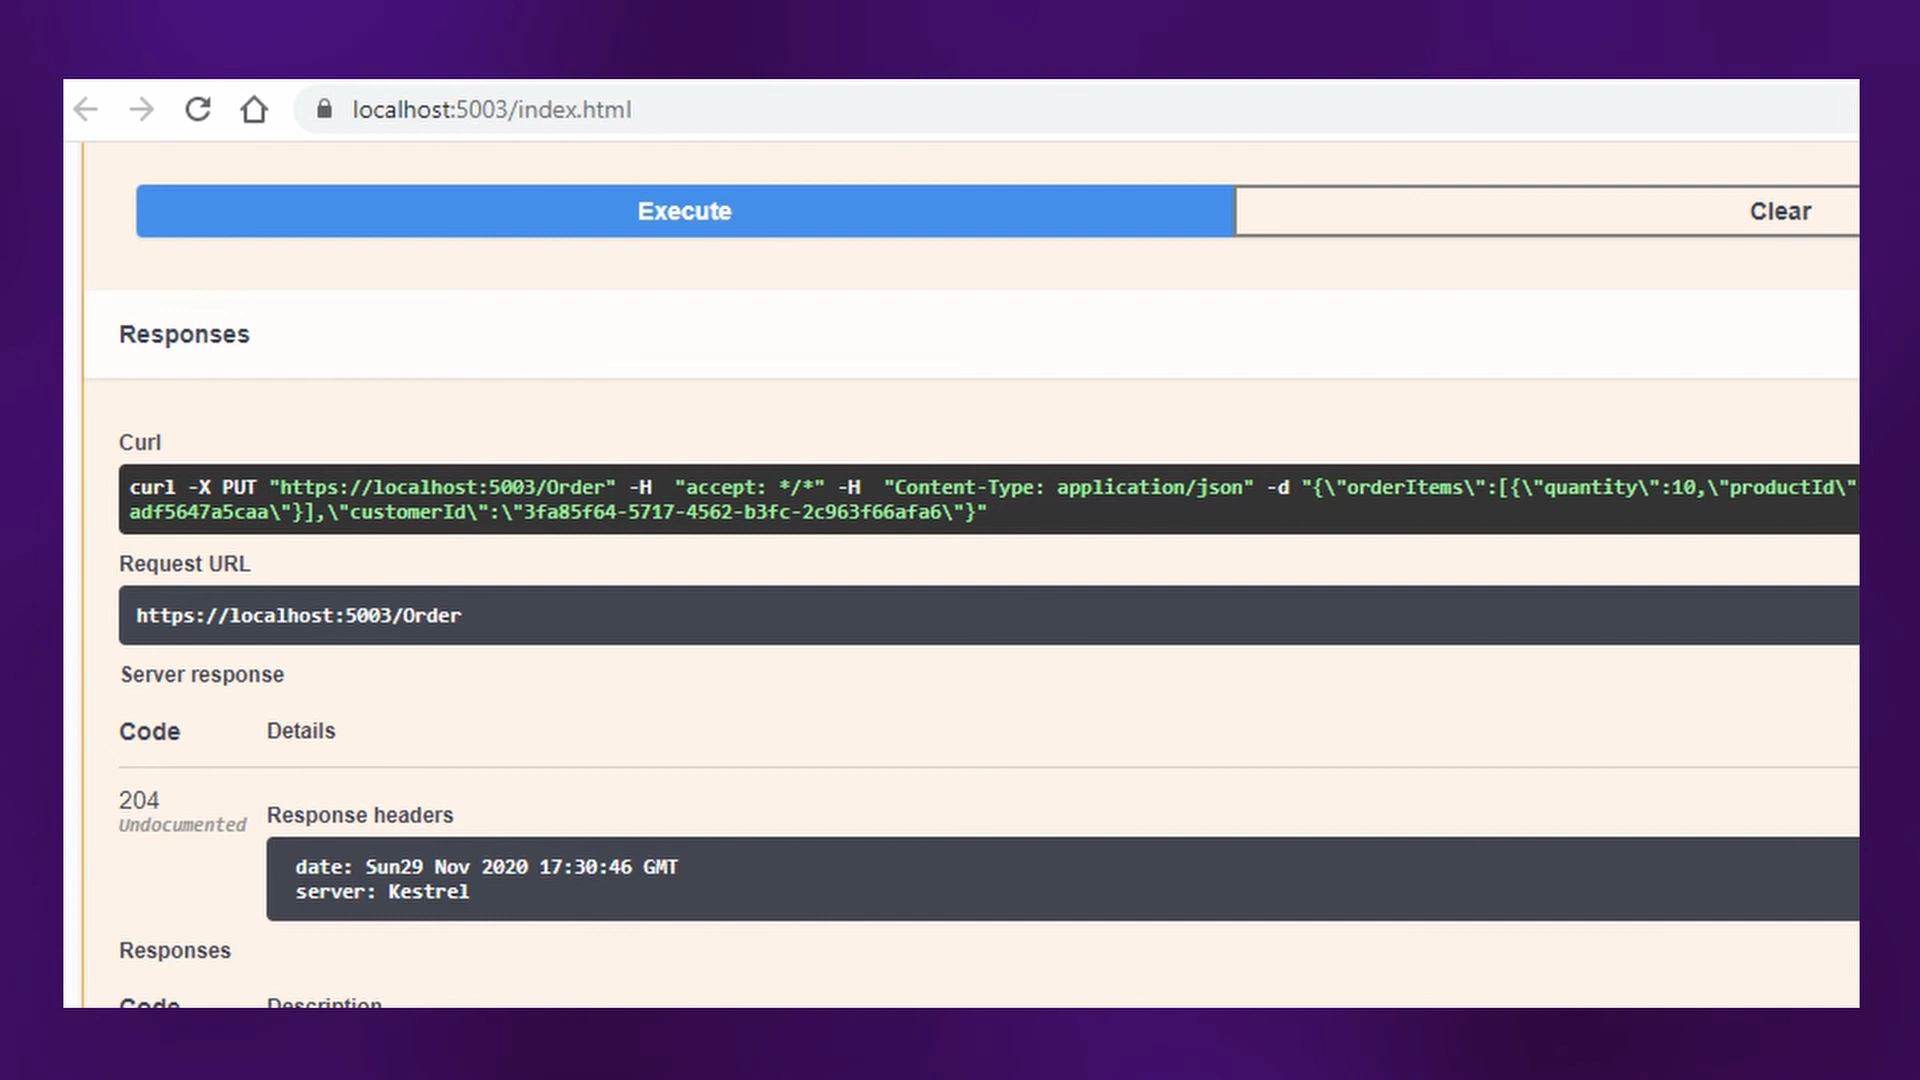 localhost:5003/index.html
Execute
Clear
Responses
Curl
curl -X PUT "https://localhost:5003/Order" -H  "accept: */*" -H  "Content-Type: application/json" -d "{\"orderItems\":[{\"quantity\":10,\"productId\"
adf5647a5caa\"}],\"customerId\":\"3fa85f64-5717-4562-b3fc-2c963f66afa6\"}"
Request URL
https://localhost:5003/Order
Server response
Code
Details
204
Undocumented
Response headers
date: Sun29 Nov 2020 17:30:46 GMT
server: Kestrel
Responses
Code
Description